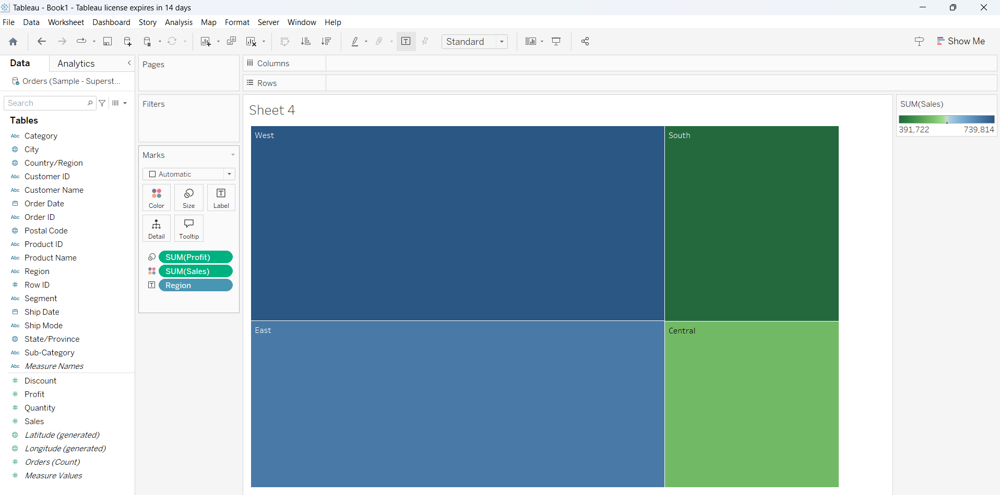 Tableau - Book1 - Tableau license expires in 14 days
File Data Worksheet Dashboard Story Analysis Map Format Server Window Help
Standard
Show Me
Data
Analytics
Orders (Sample - Superst...
Search
Tables
Abc Category
City
Country/Region
Abc Customer ID
Abc Customer Name
Order Date
Abc Order ID
Postal Code
Abc Product ID
Abc Product Name
Abc Region
# Row ID
Abc Segment
Ship Date
Abc Ship Mode
State/Province
Abc Sub-Category
Abc Measure Names
# Discount
# Profit
# Quantity
# Sales
Latitude (generated)
Longitude (generated)
# Orders (Count)
# Measure Values
Pages
Filters
Marks
Automatic
Color
Size
T
Label
Detail
Tooltip
SUM(Profit)
SUM(Sales)
T Region
Columns
Rows
Sheet 4
West
South
East
Central
SUM(Sales)
391,722 739,814